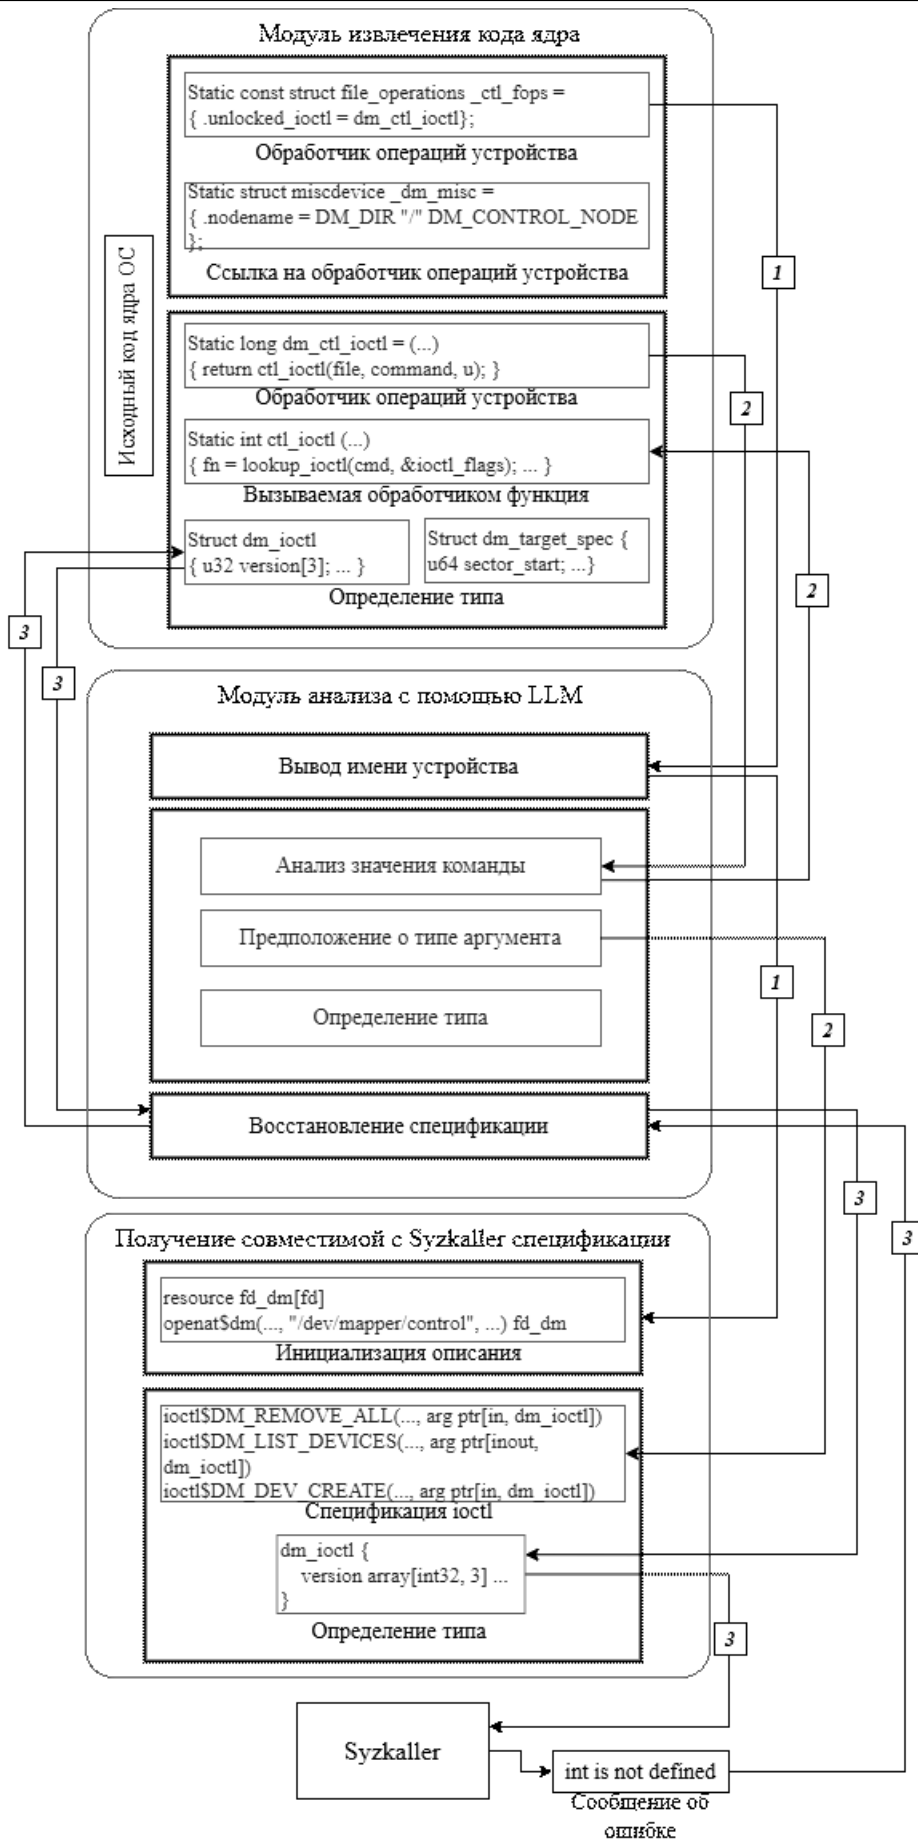 Модуль извлечения кода ядра
Static const struct file_operations _ctl_fops =
{ .unlocked_ioctl = dm_ctl_ioctl};
Обработчик операций устройства
Static struct miscdevice _dm_misc =
{ .nodename = DM_DIR "/" DM_CONTROL_NODE
};
Ссылка на обработчик операций устройства
1
Исходный код ядра ОС
Static long dm_ctl_ioctl = (...)
{ return ctl_ioctl(file, command, u); }
Обработчик операций устройства
2
Static int ctl_ioctl (...)
{ fn = lookup_ioctl(cmd, &ioctl_flags); ... }
Вызываемая обработчиком функция
Struct dm_ioctl
{ u32 version[3]; ... }
Struct dm_target_spec {
u64 sector_start; ...}
Определение типа
2
3
3
Модуль анализа с помощью LLM
Вывод имени устройства
Анализ значения команды
Предположение о типе аргумента
1
Определение типа
2
Восстановление спецификации
3
3
Получение совместимой с Syzkaller спецификации
resource fd_dm[fd]
openat$dm(..., "/dev/mapper/control", ...) fd_dm
Инициализация описания
ioctl$DM_REMOVE_ALL(..., arg ptr[in, dm_ioctl])
ioctl$DM_LIST_DEVICES(..., arg ptr[inout,
dm_ioctl])
ioctl$DM_DEV_CREATE(..., arg ptr[in, dm_ioctl])
Спецификация ioctl
dm_ioctl {
version array[int32, 3] ...
}
Определение типа
3
Syzkaller
int is not defined
Сообщение об
ошибке